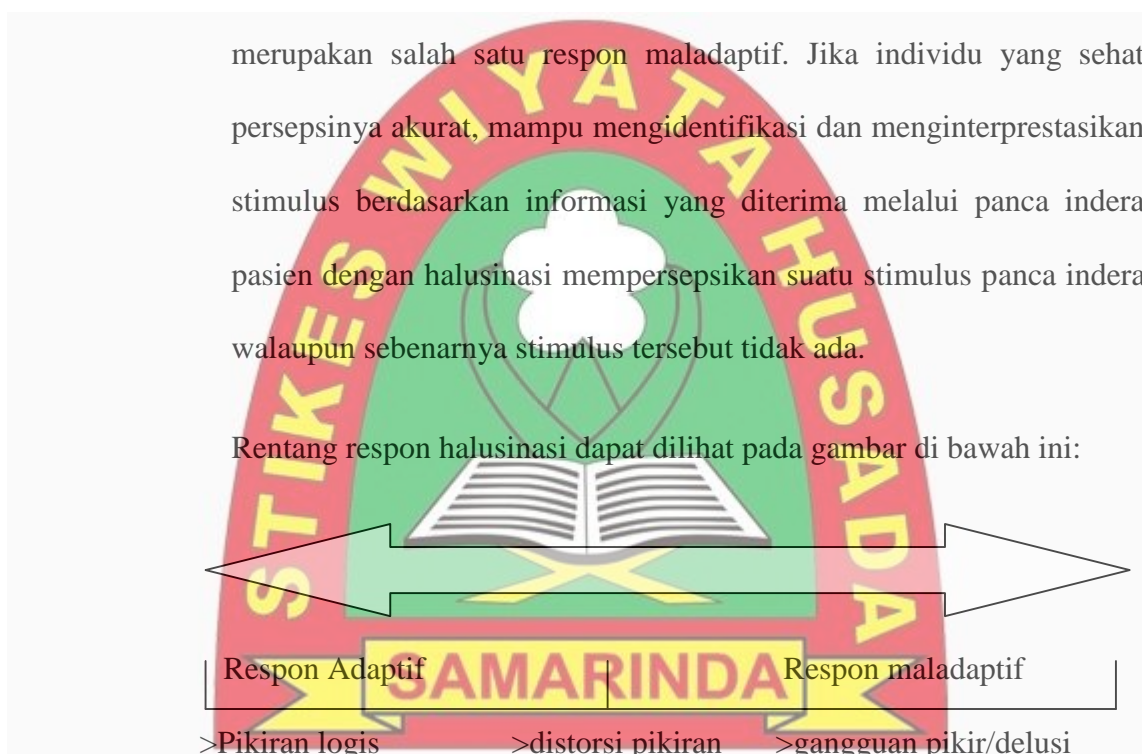 merupakan salah satu respon maladaptif. Jika individu yang sehat
persepsinya akurat, mampu mengidentifikasi dan menginterprestasikan
stimulus berdasarkan informasi yang diterima melalui panca indera
pasien dengan halusinasi mempersepsikan suatu stimulus panca indera
walaupun sebenarnya stimulus tersebut tidak ada.
Rentang respon halusinasi dapat dilihat pada gambar di bawah ini:
Respon Adaptif Respon maladaptif
>Pikiran logis >distorsi pikiran >gangguan pikir/delusi
STIKES WIYATA HUSADA
SAMARINDA